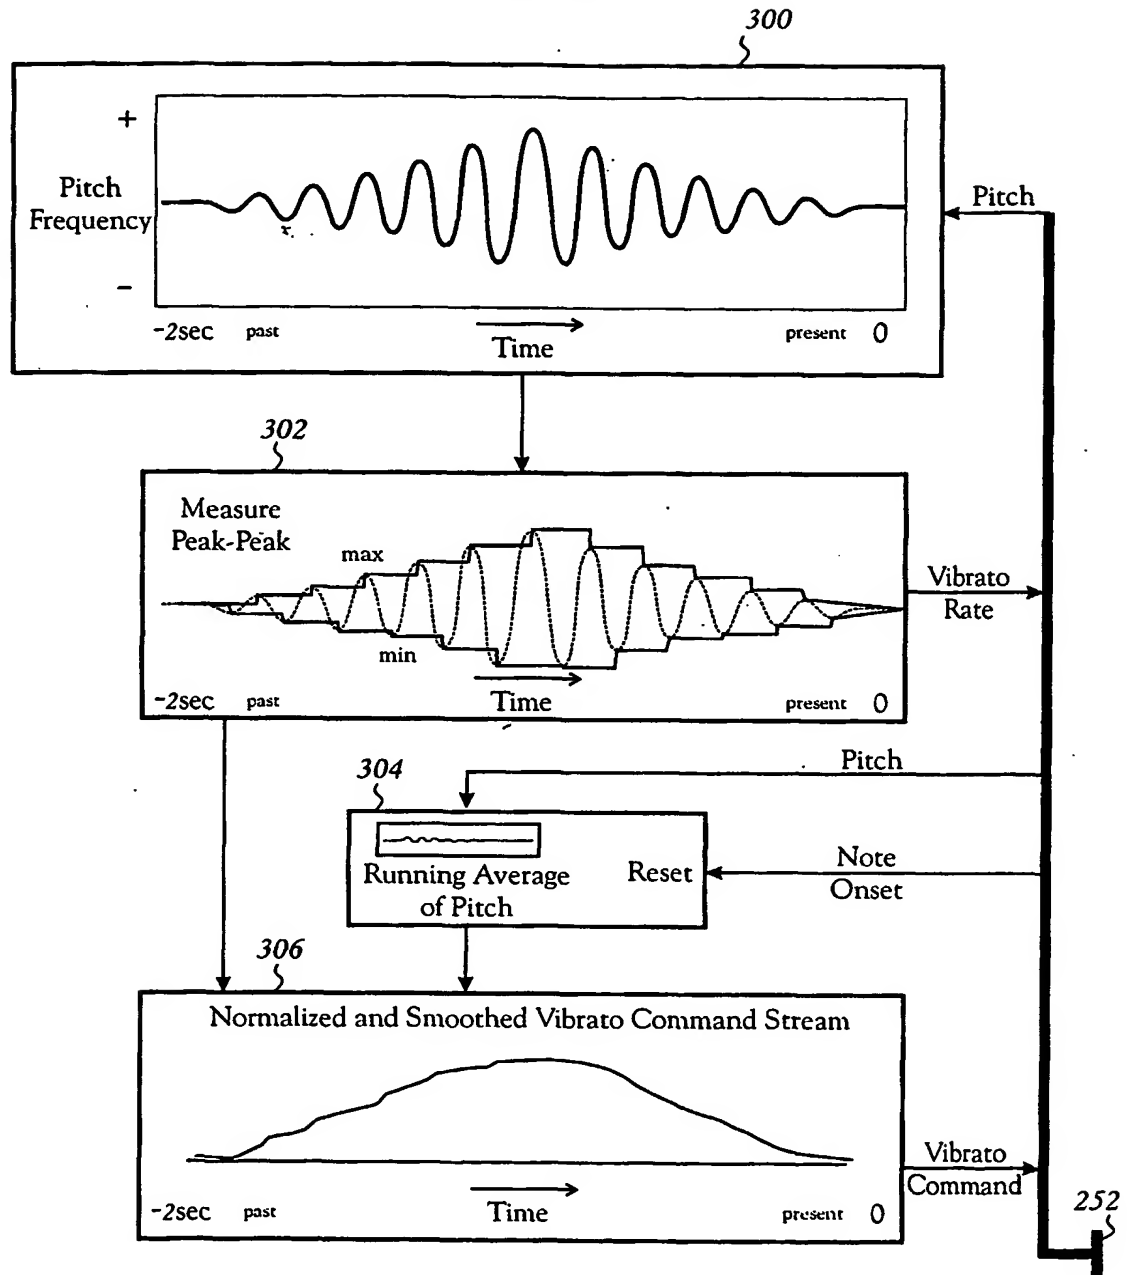 300
+
Pitch
Frequency
-
Pitch
-2sec past present 0
Time
302
Measure
Peak-Peak
max
min
Vibrato
Rate
-2sec past present 0
Time
Pitch
304
Running Average
of Pitch
Reset
Note
Onset
306
Normalized and Smoothed Vibrato Command Stream
Vibrato
Command
-2sec past present 0
Time
252